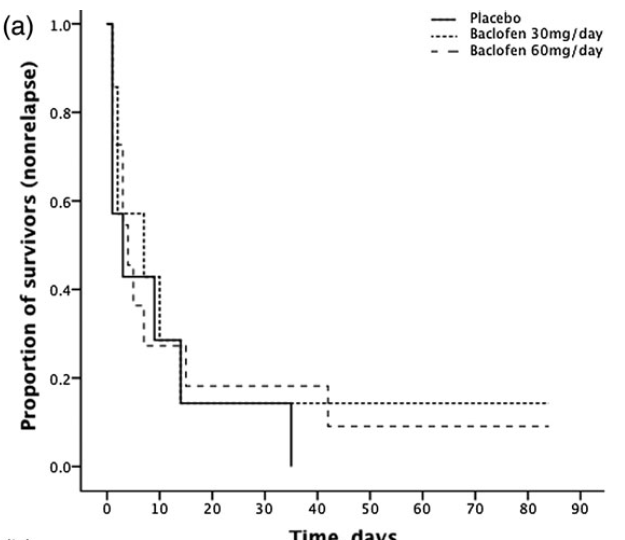 (a)
Placebo
Baclofen 30mg/day
Baclofen 60mg/day
Proportion of survivors (nonrelapse)
1.0
0.8
0.6
0.4
0.2
0.0
0 10 20 30 40 50 60 70 80 90
Time, days